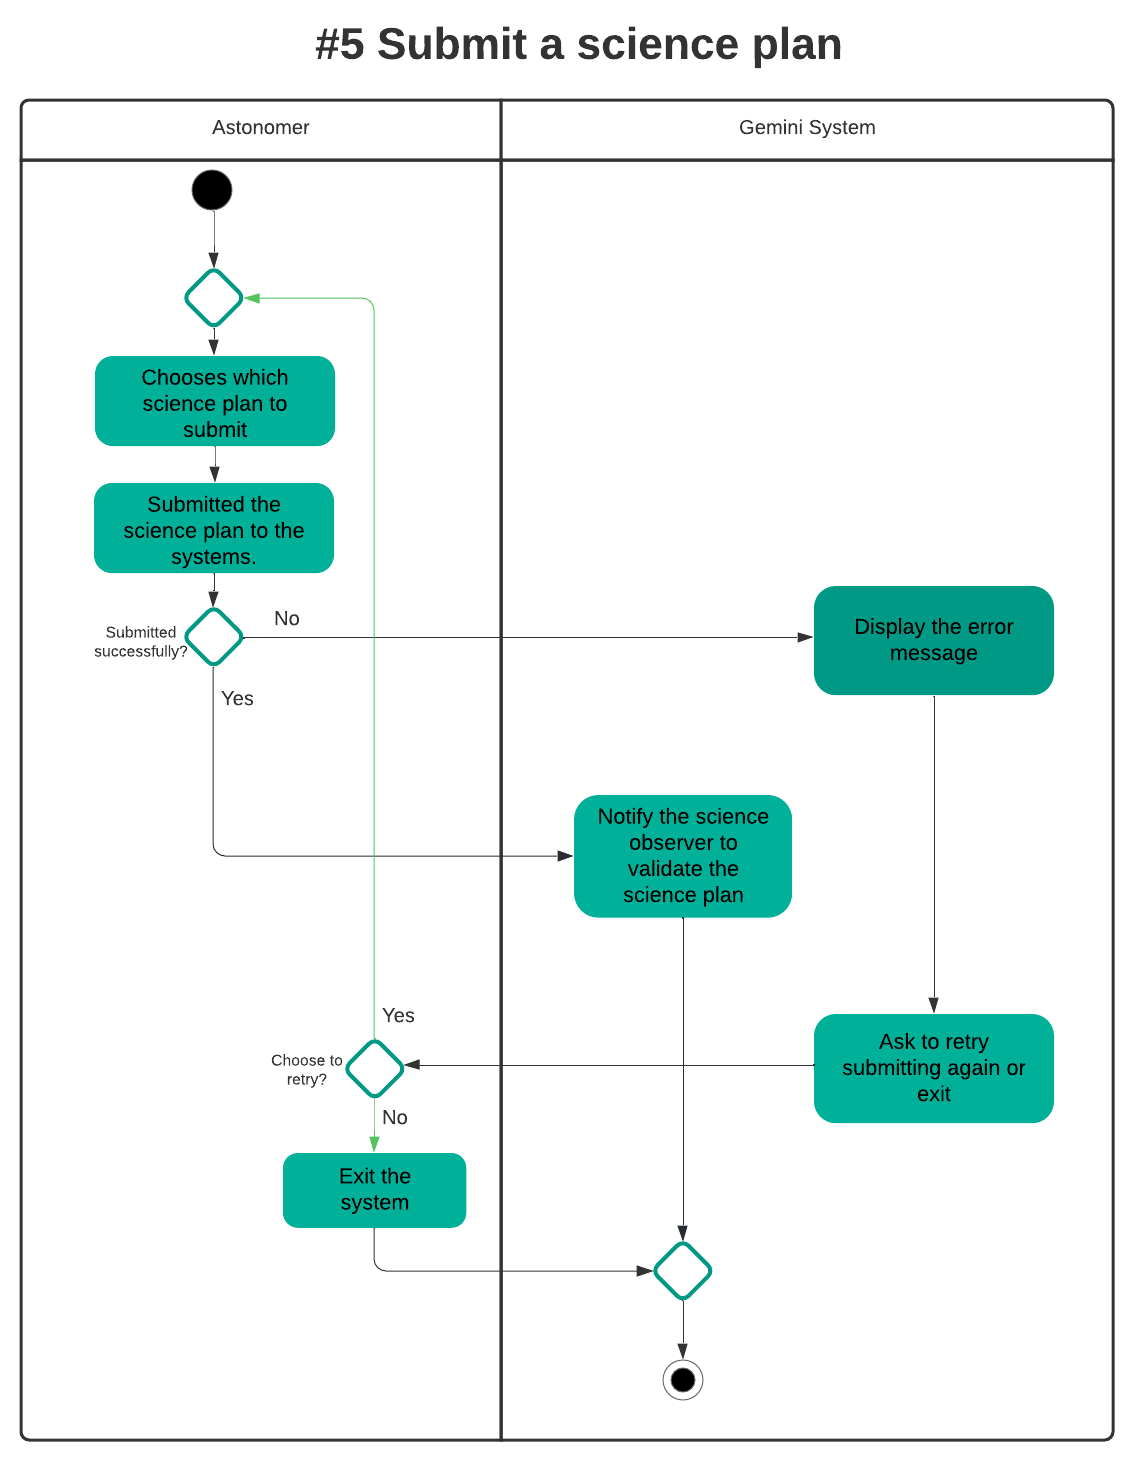 #5 Submit a science plan
Astonomer
Gemini System
Chooses which
science plan to
submit
Submitted the
science plan to the
systems.
Submitted
successfully?
No
Yes
Display the error
message
Notify the science
observer to
validate the
science plan
Yes
Choose to
retry?
No
Ask to retry
submitting again or
exit
Exit the
system